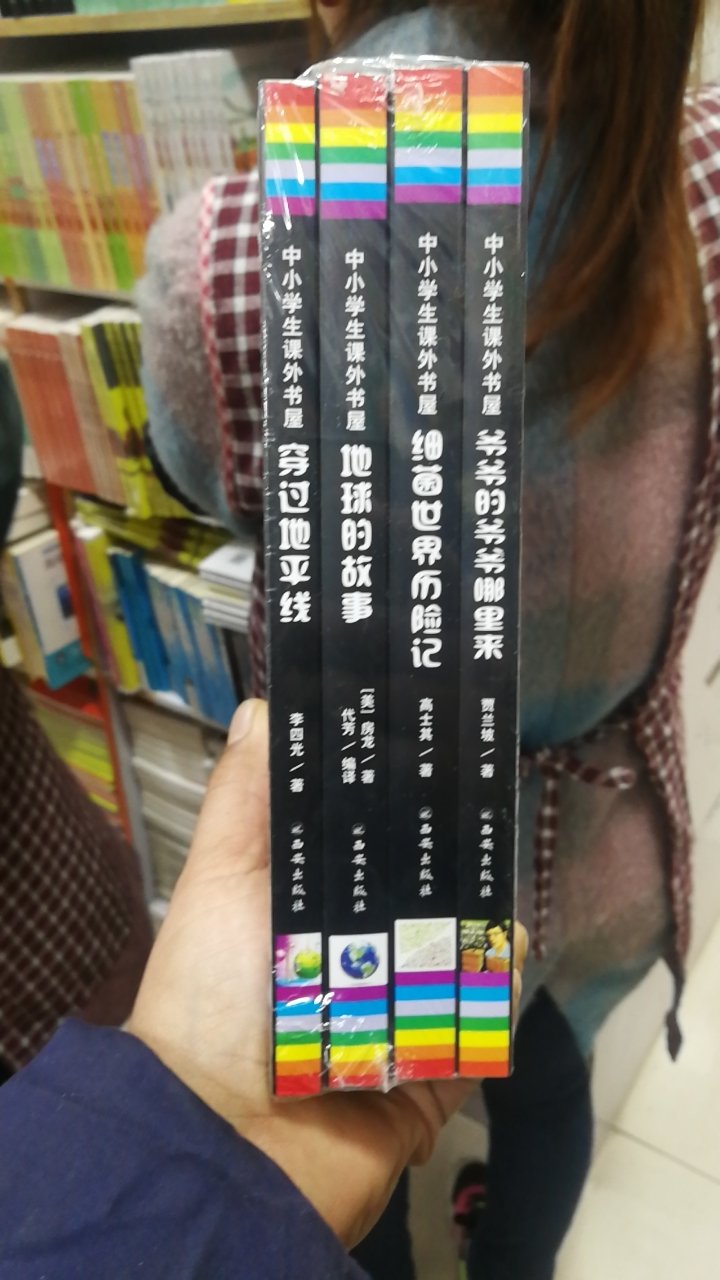 中小学生课外书屋
穿过地平线
李四光/著
西安出版社
中小学生课外书屋
地球的故事
[美]房龙/著
代芳/编译
西安出版社
中小学生课外书屋
细菌世界历险记
高士其/著
西安出版社
中小学生课外书屋
爷爷的爷爷哪里来
贾兰坡/著
西安出版社